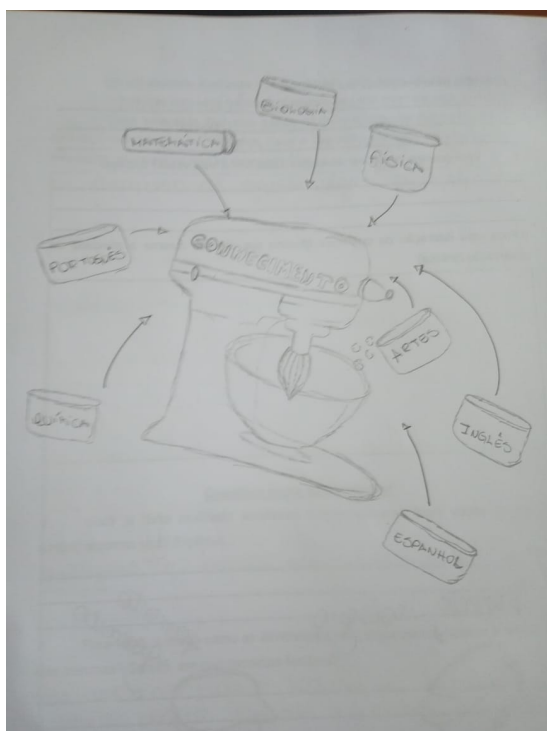 BIOLOGIA
MATEMÁTICA
FÍSICA
PORTUGUÊS
CONHECIMENTO
ARTES
QUÍMICA
INGLÊS
ESPANHOL